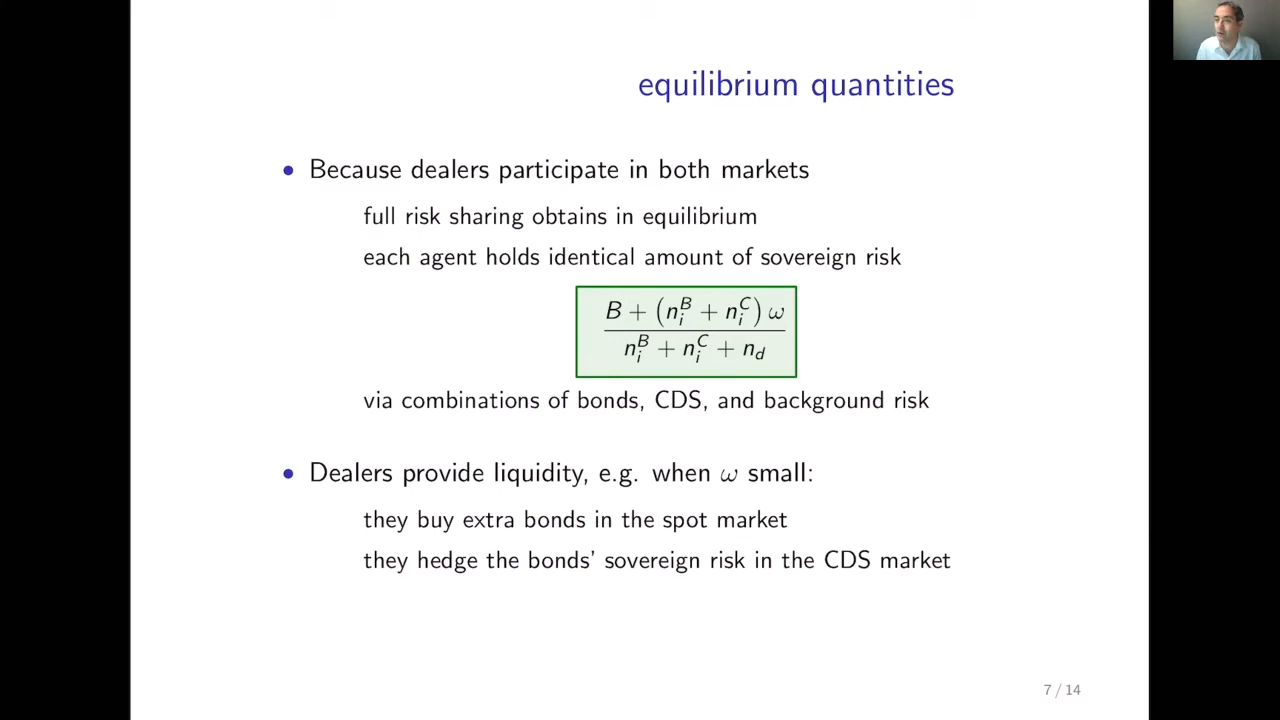 equilibrium quantities
• Because dealers participate in both markets
full risk sharing obtains in equilibrium
each agent holds identical amount of sovereign risk
B + (n_i^B + n_i^C) ω
n_i^B + n_i^C + n_d
via combinations of bonds, CDS, and background risk
• Dealers provide liquidity, e.g. when ω small:
they buy extra bonds in the spot market
they hedge the bonds' sovereign risk in the CDS market
7 / 14